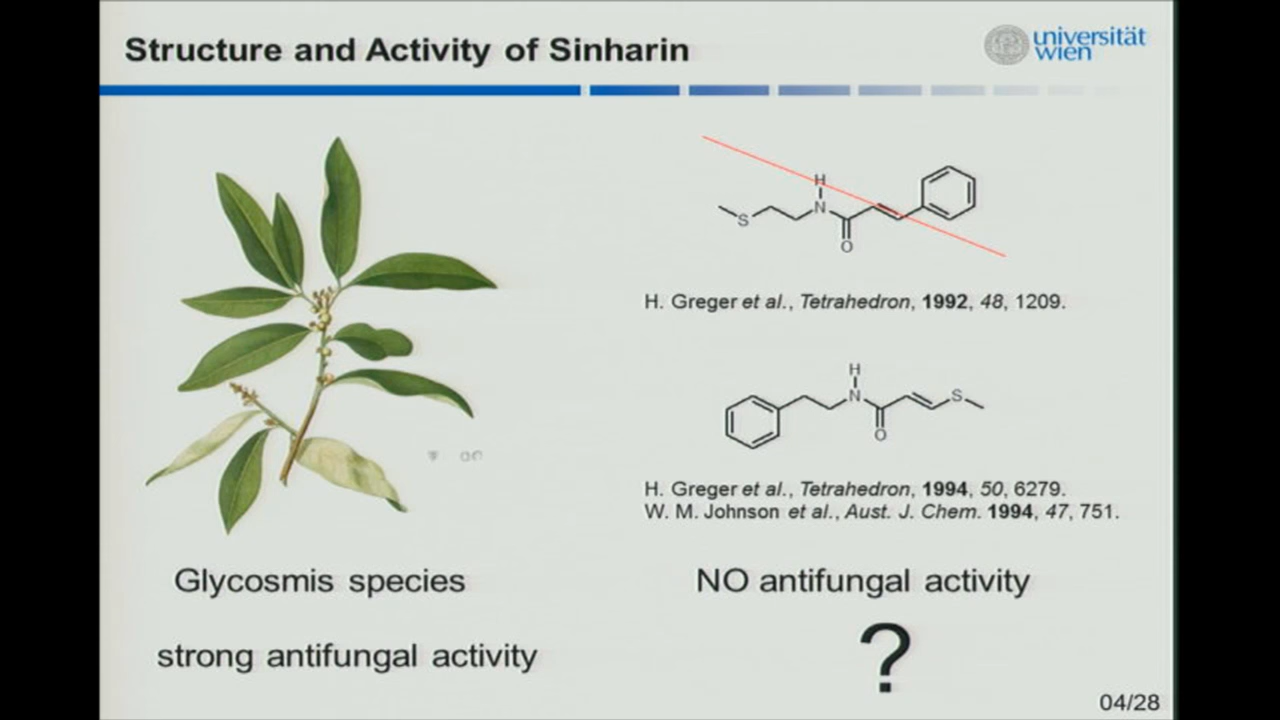 Structure and Activity of Sinharin
universität
wien
H
N
S
O
H. Greger et al., Tetrahedron, 1992, 48, 1209.
H
N
S
O
H. Greger et al., Tetrahedron, 1994, 50, 6279.
W. M. Johnson et al., Aust. J. Chem. 1994, 47, 751.
Glycosmis species
NO antifungal activity
strong antifungal activity
?
04/28